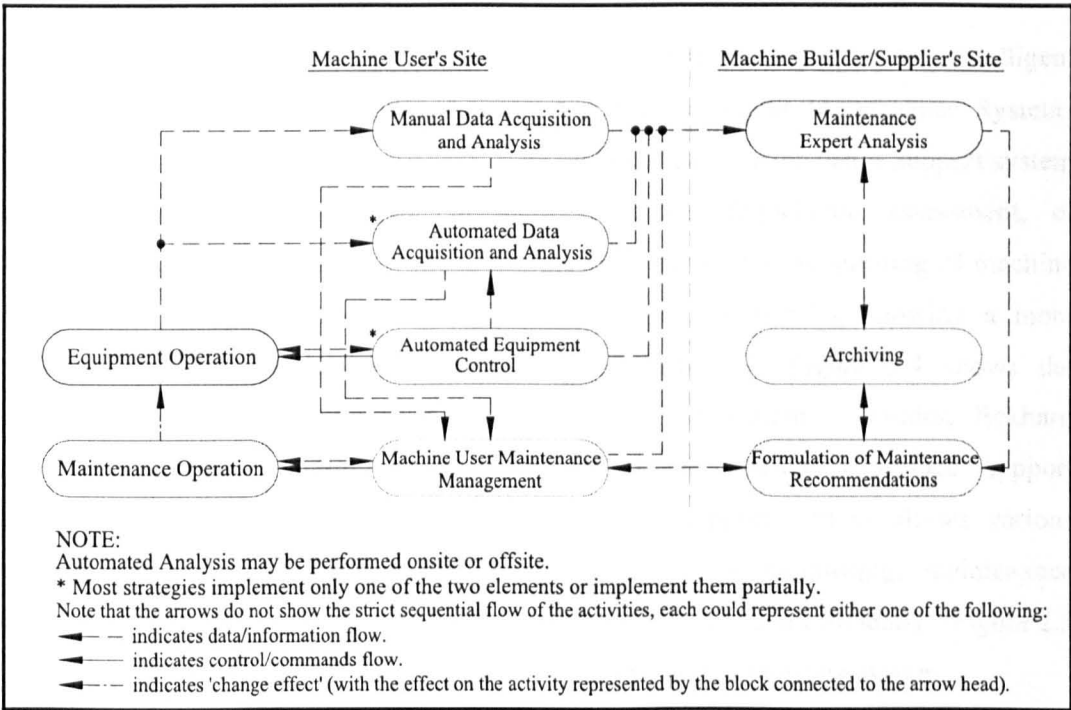 Machine User's Site
Machine Builder/Supplier's Site
Manual Data Acquisition
and Analysis
Maintenance
Expert Analysis
*
Automated Data
Acquisition and Analysis
*
Equipment Operation
Automated Equipment
Control
Archiving
Maintenance Operation
Machine User Maintenance
Management
Formulation of Maintenance
Recommendations
NOTE:
Automated Analysis may be performed onsite or offsite.
* Most strategies implement only one of the two elements or implement them partially.
Note that the arrows do not show the strict sequential flow of the activities, each could represent either one of the following:
indicates data/information flow.
indicates control/commands flow.
indicates 'change effect' (with the effect on the activity represented by the block connected to the arrow head).